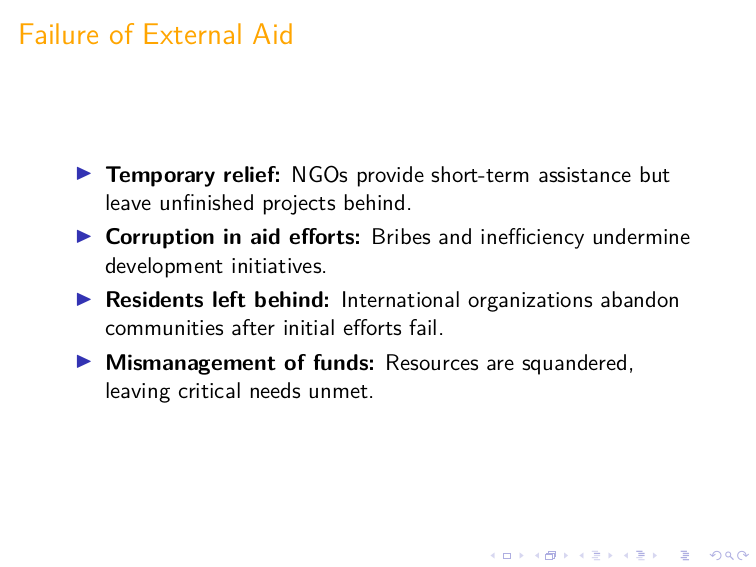 Failure of External Aid
Temporary relief: NGOs provide short-term assistance but
leave unfinished projects behind.
Corruption in aid efforts: Bribes and inefficiency undermine
development initiatives.
Residents left behind: International organizations abandon
communities after initial efforts fail.
Mismanagement of funds: Resources are squandered,
leaving critical needs unmet.